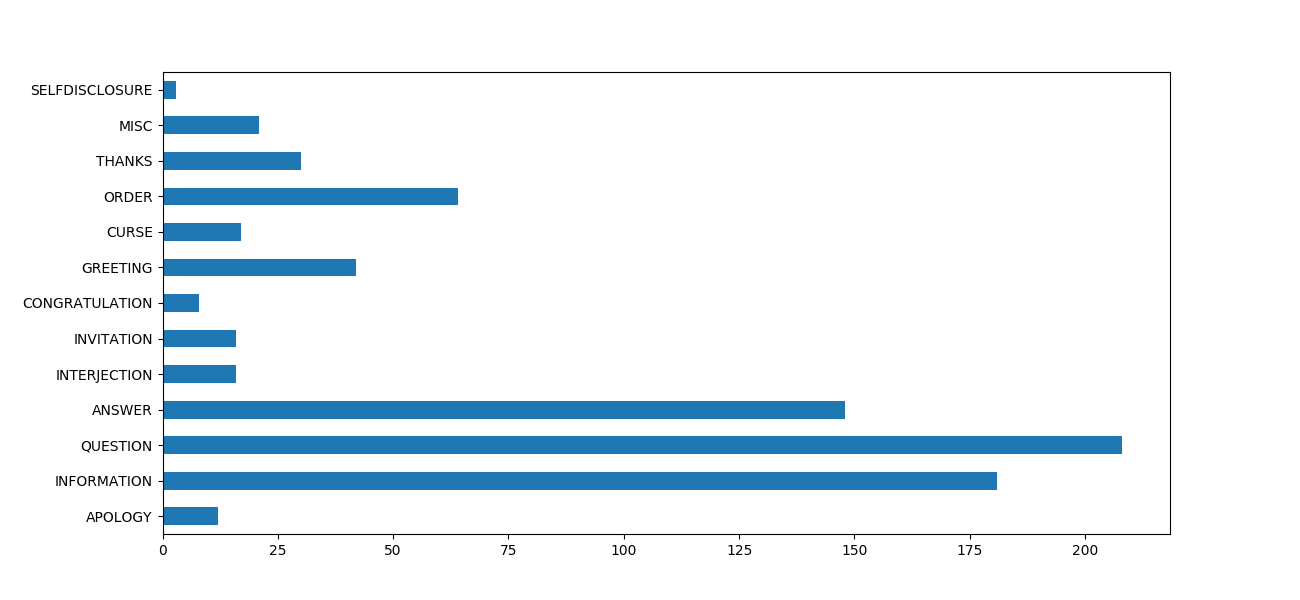 SELFDISCLOSURE
MISC
THANKS
ORDER
CURSE
GREETING
CONGRATULATION
INVITATION
INTERJECTION
ANSWER
QUESTION
INFORMATION
APOLOGY
0 25 50 75 100 125 150 175 200